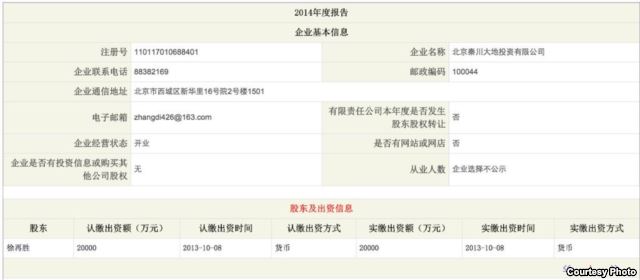 2014年度报告
企业基本信息
注册号 110117010688401 企业名称 北京秦川大地投资有限公司
企业联系电话 88382169 邮政编码 100044
企业通信地址 北京市西城区新华里16号院2号楼1501
电子邮箱 zhangdi426@163.com 有限责任公司本年度是否发生
股东股权转让 否
企业经营状态 开业 是否有网站或网店 否
企业是否有投资信息或购买其
他公司股权 无 从业人数 企业选择不公示
股东及出资信息
股东 认缴出资额（万元） 认缴出资时间 认缴出资方式 实缴出资额（万元） 实缴出资时间 实缴出资方式
徐再胜 20000 2013-10-08 货币 20000 2013-10-08 货币
Courtesy Photo